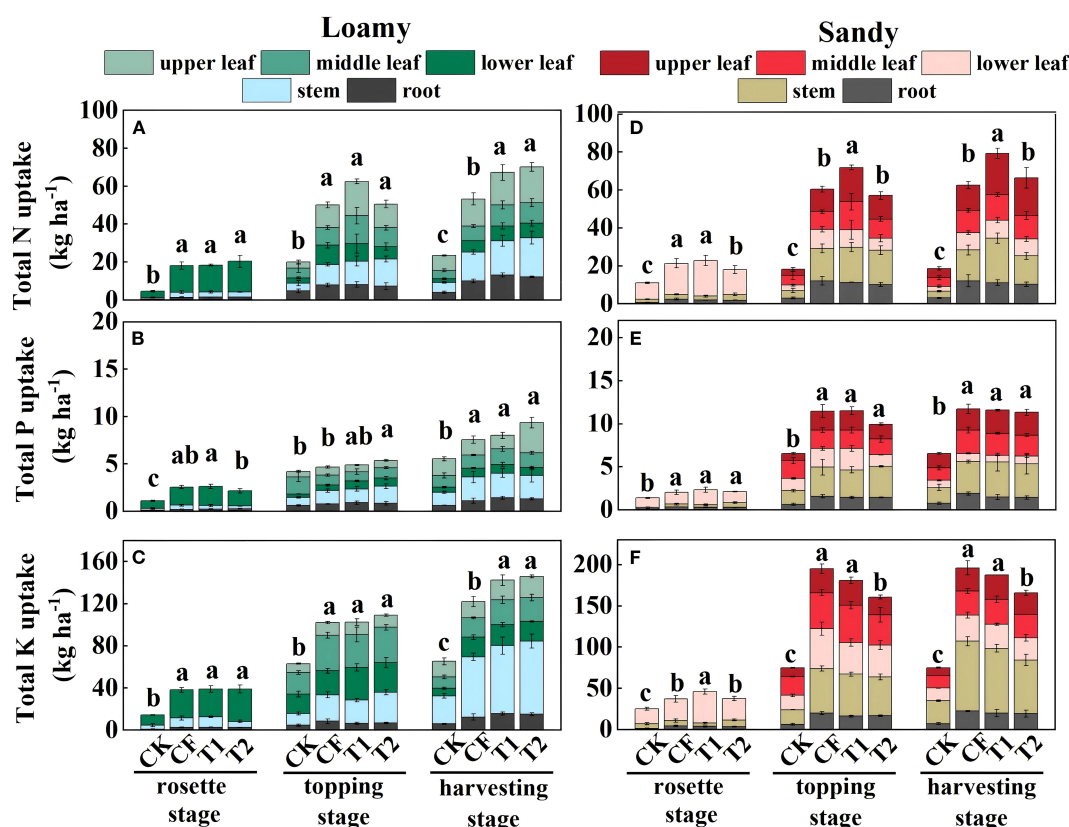 Loamy
Sandy
upper leaf middle leaf lower leaf
stem root
upper leaf middle leaf lower leaf
stem root
Total N uptake
(kg ha-1)
100
80
60
40
20
0
A
b a a a
b a a a
c b a a
Total P uptake
(kg ha-1)
20
15
10
5
0
B
c ab a b
b b ab a
b a a a
Total K uptake
(kg ha-1)
160
120
80
40
0
C
b a a a
b a a a
c b a a
CK CF T1 T2
CK CF T1 T2
CK CF T1 T2
rosette
stage
topping
stage
harvesting
stage
100
80
60
40
20
0
D
c a a b
c b a b
c b a b
20
15
10
5
0
E
b a a a
b a a a
b a a a
200
150
100
50
0
F
c b a b
c a a b
c a a b
CK CF T1 T2
CK CF T1 T2
CK CF T1 T2
rosette
stage
topping
stage
harvesting
stage